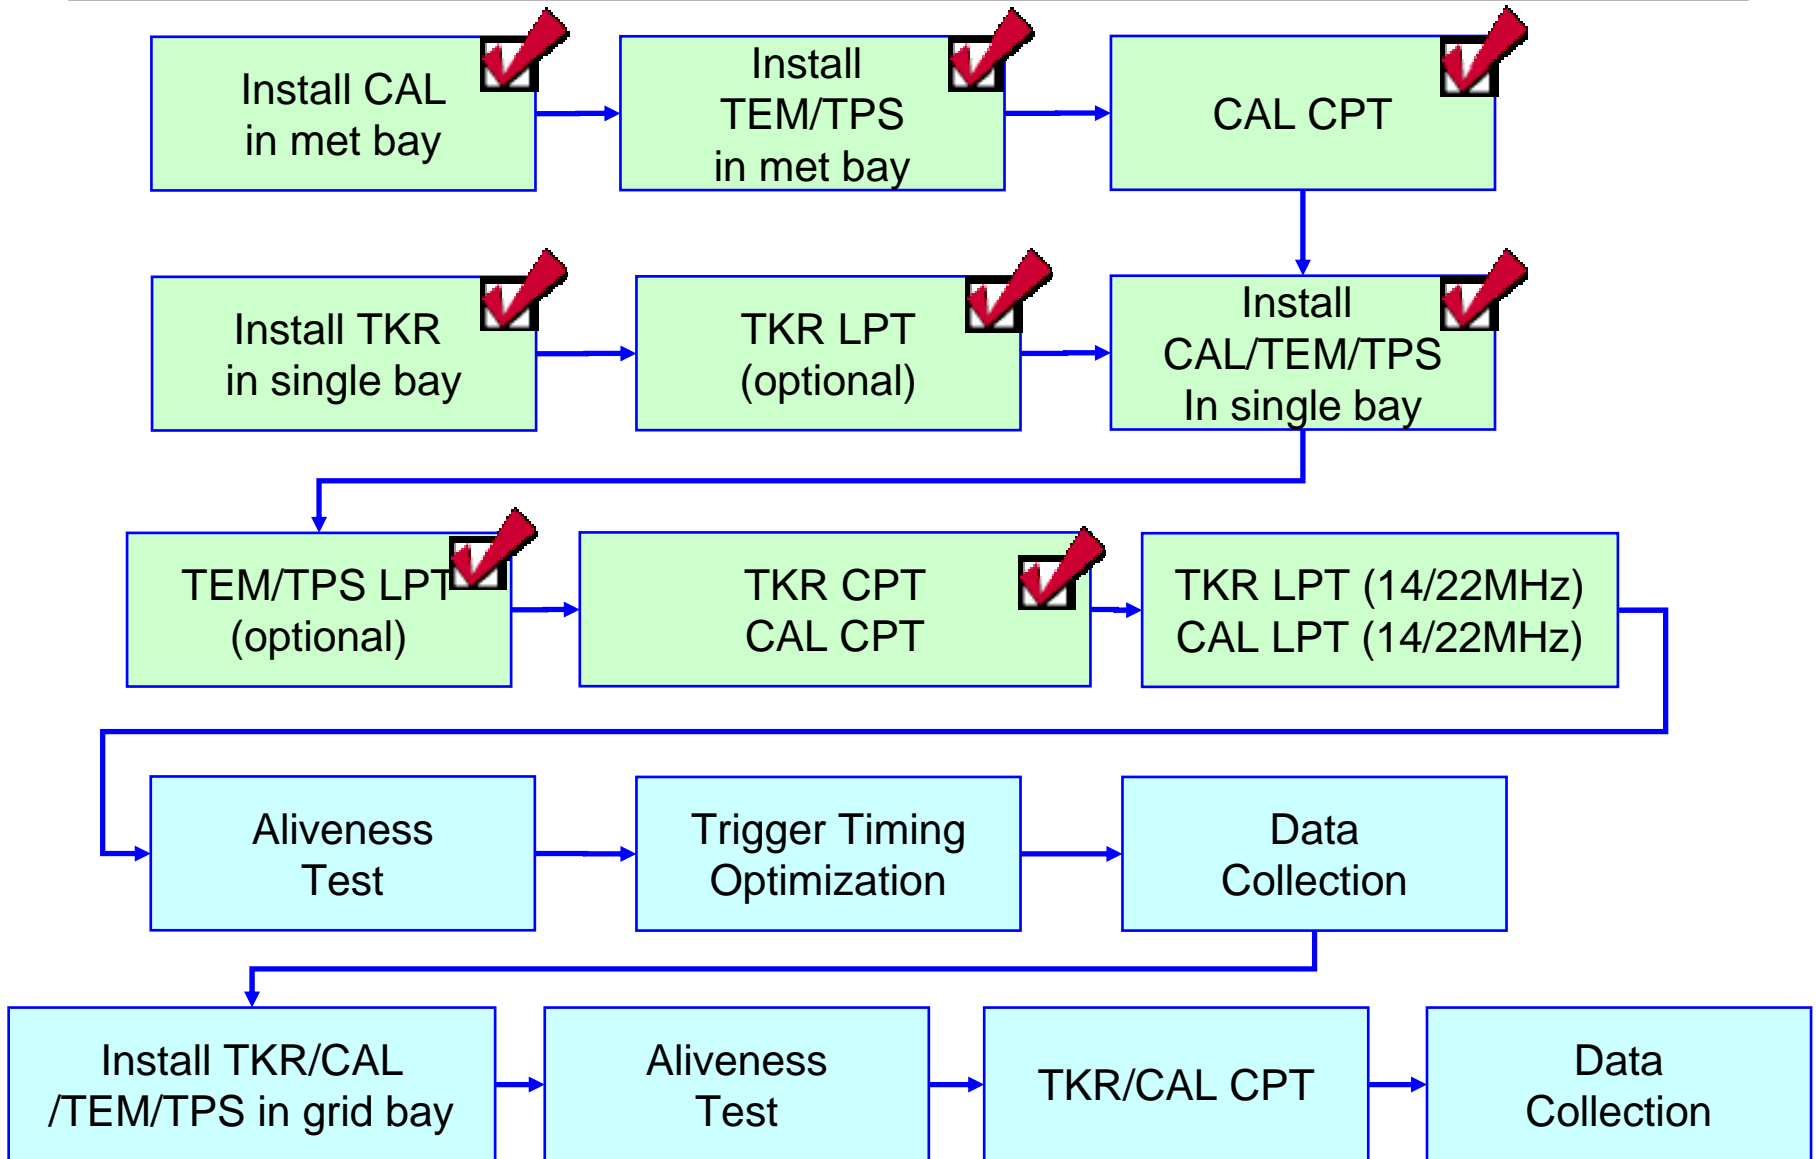 Install CAL
in met bay
Install
TEM/TPS
in met bay
CAL CPT
Install TKR
in single bay
TKR LPT
(optional)
Install
CAL/TEM/TPS
In single bay
TEM/TPS LPT
(optional)
TKR CPT
CAL CPT
TKR LPT (14/22MHz)
CAL LPT (14/22MHz)
Aliveness
Test
Trigger Timing
Optimization
Data
Collection
Install TKR/CAL
/TEM/TPS in grid bay
Aliveness
Test
TKR/CAL CPT
Data
Collection